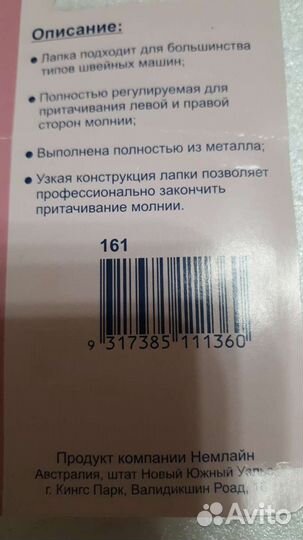 Описание:
• Лапка подходит для большинства
типов швейных машин;
• Полностью регулируемая для
притачивания левой и правой
сторон молнии;
• Выполнена полностью из металла;
• Узкая конструкция лапки позволяет
профессионально закончить
притачивание молнии.
161
9 317385 111360
Продукт компании Немлайн
Австралия, штат Новый Южный Уэльс
г. Кингс Парк, Валидикшин Роад,
Avito